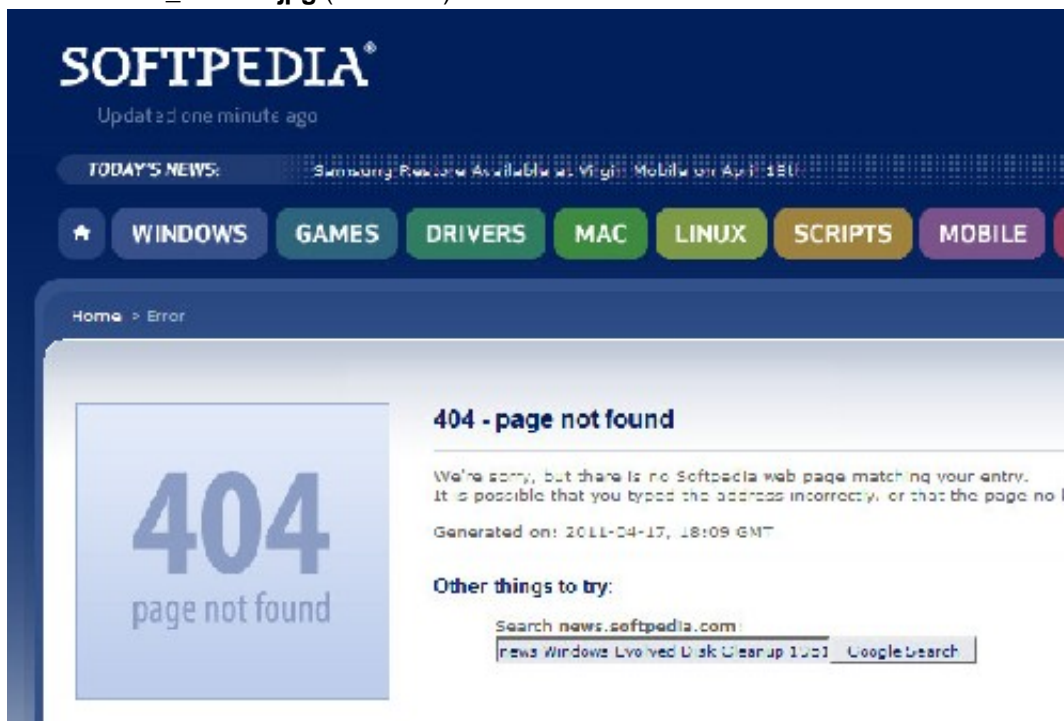 jpg (
SOFTPEDIA®
Updated one minute ago
TODAY'S NEWS: Samsung Restore Available at Virgin Mobile on April 15th
WINDOWS GAMES DRIVERS MAC LINUX SCRIPTS MOBILE
Home > Error
404
page not found
404 - page not found
We're sorry, but there is no Softpedia web page matching your entry.
It is possible that you typed the address incorrectly, or that the page no
Generated on: 2011-04-17, 18:09 GMT
Other things to try:
Search news.softpedia.com:
news Windows Evolved Disk Cleanup Google Search